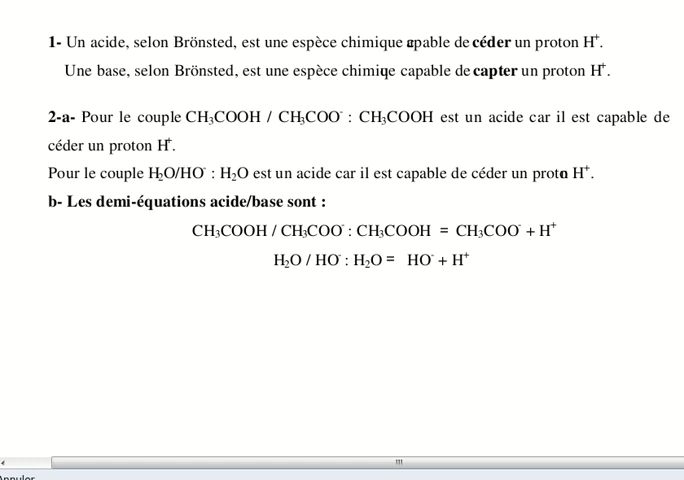 1- Un acide, selon Brönsted, est une espèce chimique capable de céder un proton H⁺.
Une base, selon Brönsted, est une espèce chimique capable de capter un proton H⁺.
2-a- Pour le couple CH₃COOH / CH₃COO⁻ : CH₃COOH est un acide car il est capable de
céder un proton H⁺.
Pour le couple H₂O/HO⁻ : H₂O est un acide car il est capable de céder un proton H⁺.
b- Les demi-équations acide/base sont :
CH₃COOH / CH₃COO⁻ : CH₃COOH = CH₃COO⁻ + H⁺
H₂O / HO⁻ : H₂O = HO⁻ + H⁺